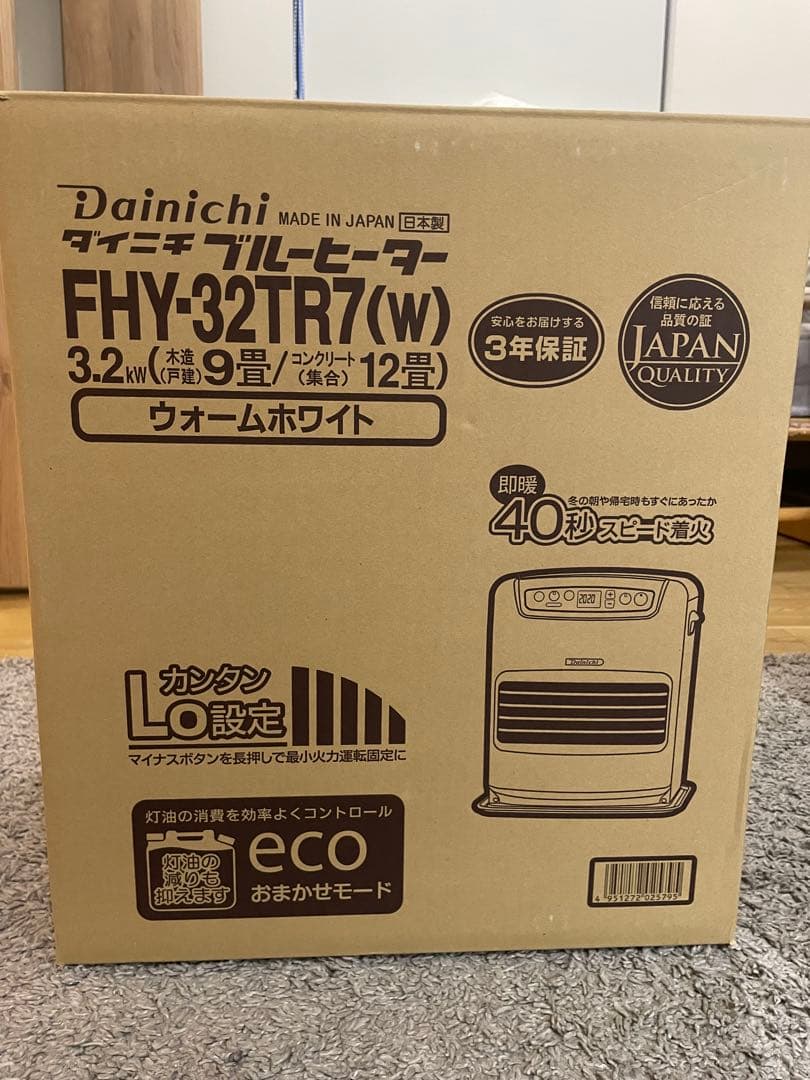 Dainichi MADE IN JAPAN 日本製
ダイニチ ブルーヒーター
FHY-32TR7(W)
3.2kW(木造(戸建)9畳/コンクリート(集合)12畳)
ウォームホワイト
安心をお届けする
3年保証
信頼に応える
品質の証
JAPAN
QUALITY
即暖
冬の朝や帰宅時もすぐにあったか
40秒スピード着火
2020
Dainichi
カンタン
Lo設定
マイナスボタンを長押しで最小火力運転固定に
灯油の消費を効率よくコントロール
灯油の
減りも
抑えます
eco
おまかせモード
4 951272 025795